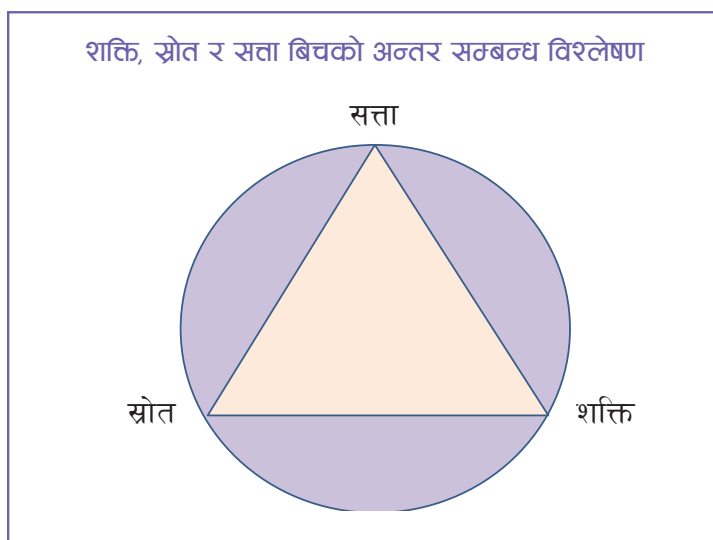 शक्ति, स्रोत र सत्ता बिचको अन्तर सम्बन्ध विश्लेषण
सत्ता
स्रोत
शक्ति